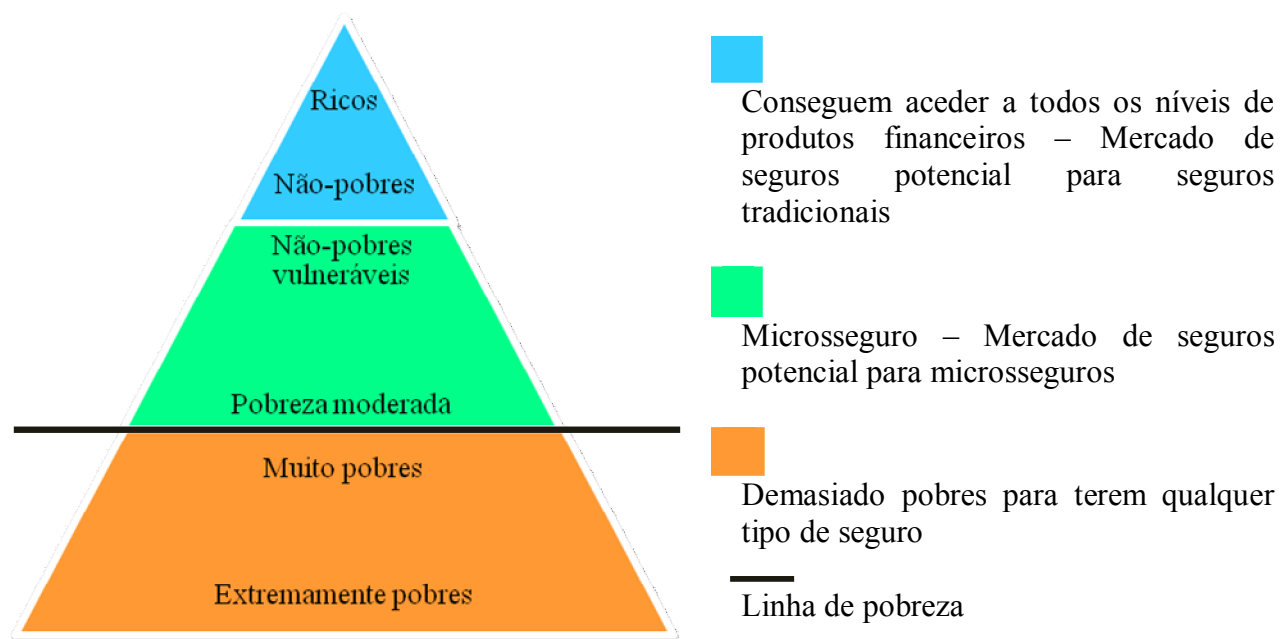 Ricos
Não-pobres
Não-pobres
vulneráveis
Pobreza moderada
Muito pobres
Extremamente pobres
Conseguem aceder a todos os níveis de
produtos financeiros – Mercado de
seguros potencial para seguros
tradicionais
Microsseguro – Mercado de seguros
potencial para microsseguros
Demasiado pobres para terem qualquer
tipo de seguro
Linha de pobreza